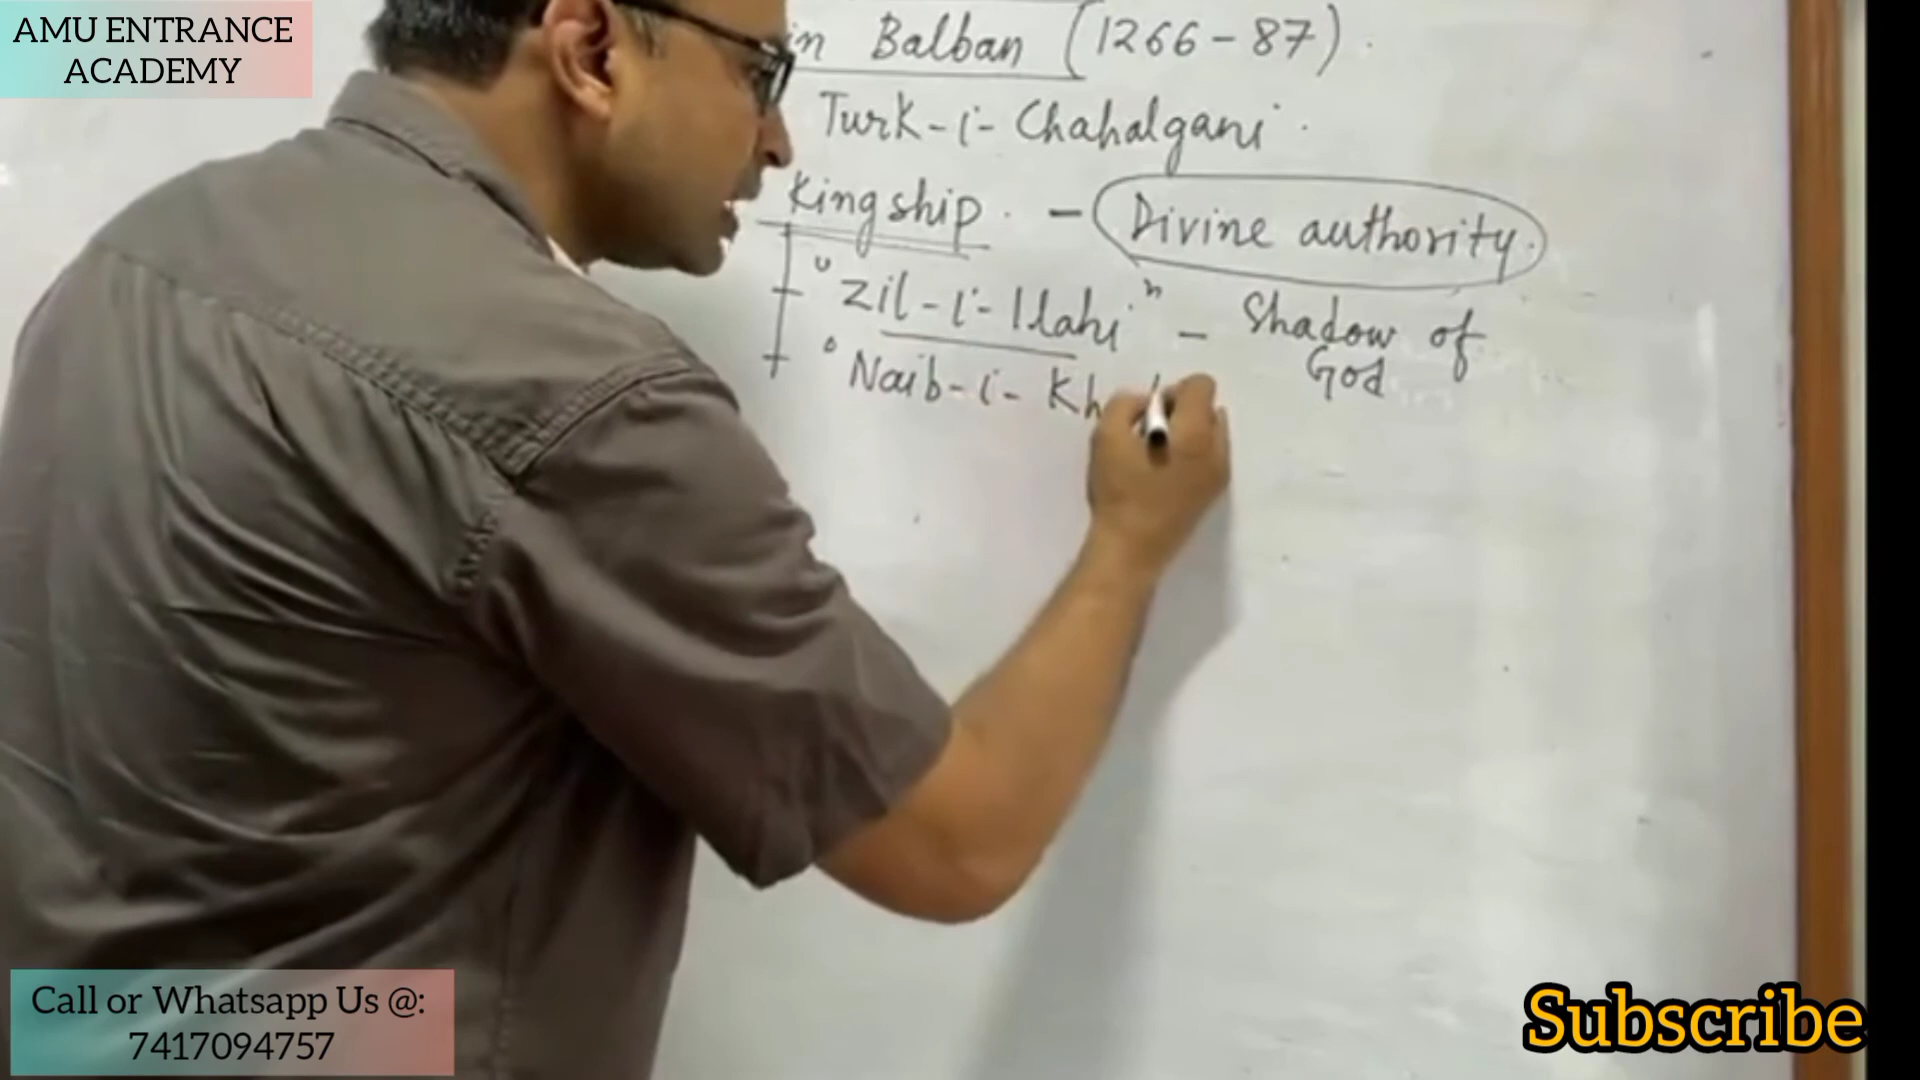 AMU ENTRANCE
ACADEMY
in Balban (1266-87).
Turk-i-Chahalgani.
Kingship. - Divine authority.
"Zil-i-Ilahi" - Shadow of
God
"Naib-i- Kh
Call or Whatsapp Us @:
7417094757
Subscribe